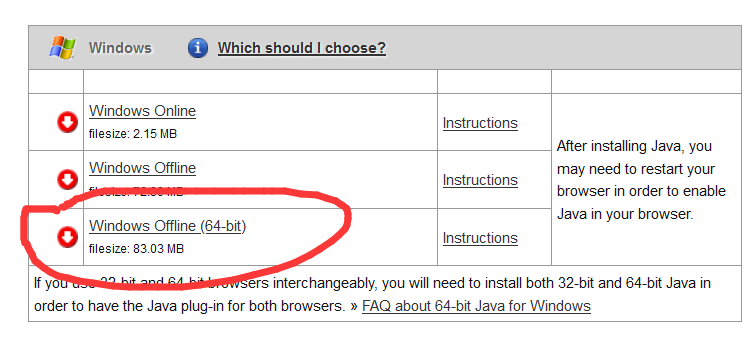 Windows Which should I choose?
Windows Online
filesize: 2.15 MB
Instructions
Windows Offline
filesize:
MB
Instructions
Windows Offline (64-bit)
filesize: 83.03 MB
Instructions
After installing Java, you
may need to restart your
browser in order to enable
Java in your browser.
If you use 32-bit and 64-bit browsers interchangeably, you will need to install both 32-bit and 64-bit Java in
order to have the Java plug-in for both browsers. » FAQ about 64-bit Java for Windows